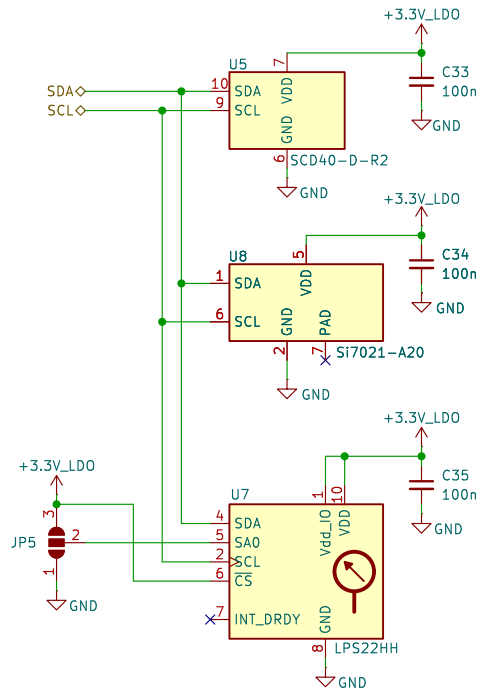 +3.3V_LDO
C33
100n
GND
U5
7
VDD
SDA
SCL
10
SDA
9
SCL
GND
6
SCD40-D-R2
GND
+3.3V_LDO
C34
100n
GND
U8
5
VDD
1
SDA
6
SCL
GND
PAD
2
7
Si7021-A20
GND
+3.3V_LDO
C35
100n
GND
+3.3V_LDO
3
JP5
2
1
GND
U7
1
10
Vdd_IO
VDD
4
SDA
5
SA0
2
SCL
6
CS
7
INT_DRDY
GND
8
LPS22HH
GND